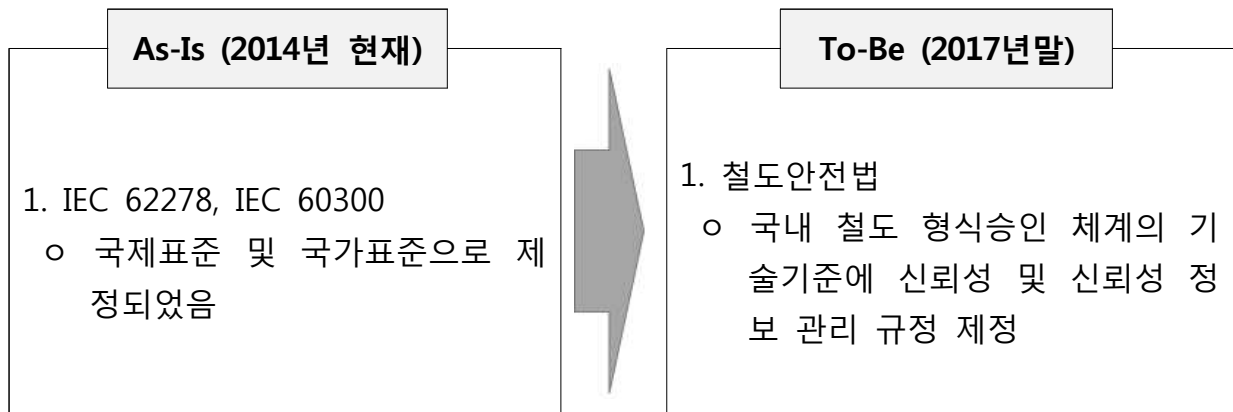 As-Is (2014년 현재)
1. IEC 62278, IEC 60300
ㅇ 국제표준 및 국가표준으로 제
정되었음
To-Be (2017년말)
1. 철도안전법
ㅇ 국내 철도 형식승인 체계의 기
술기준에 신뢰성 및 신뢰성 정
보 관리 규정 제정